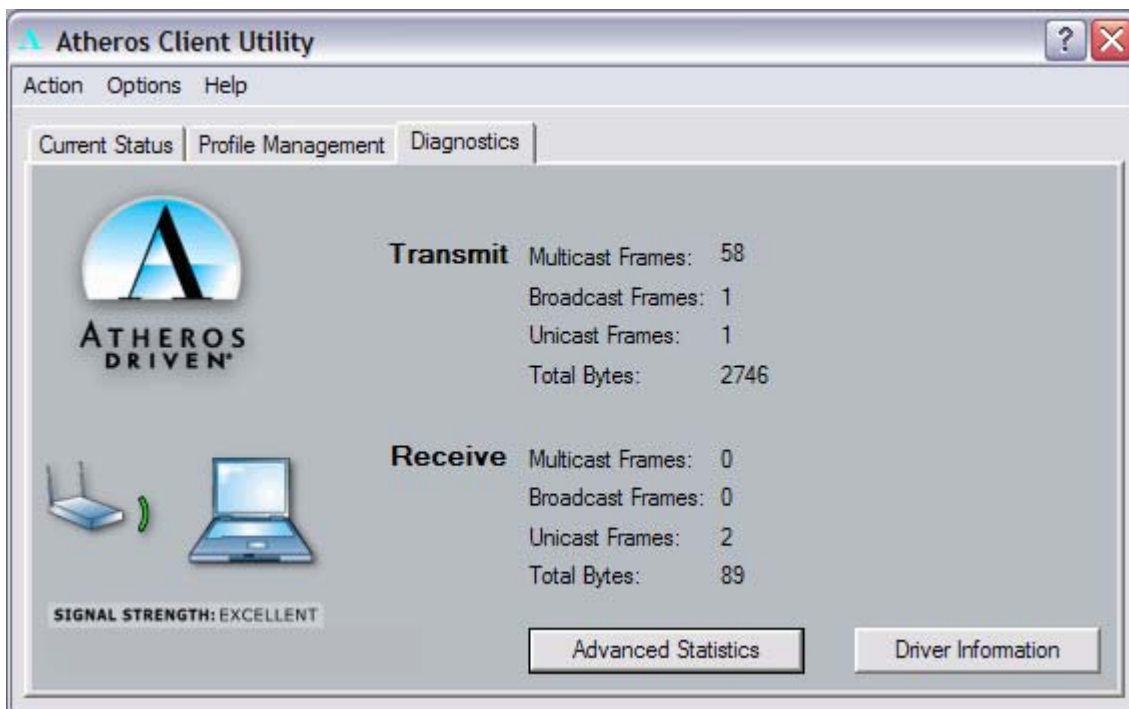 Atheros Client Utility
Action Options Help
Current Status Profile Management Diagnostics
ATHEROS
DRIVEN®
Transmit Multicast Frames: 58
Broadcast Frames: 1
Unicast Frames: 1
Total Bytes: 2746
Receive Multicast Frames: 0
Broadcast Frames: 0
Unicast Frames: 2
Total Bytes: 89
SIGNAL STRENGTH: EXCELLENT
Advanced Statistics Driver Information